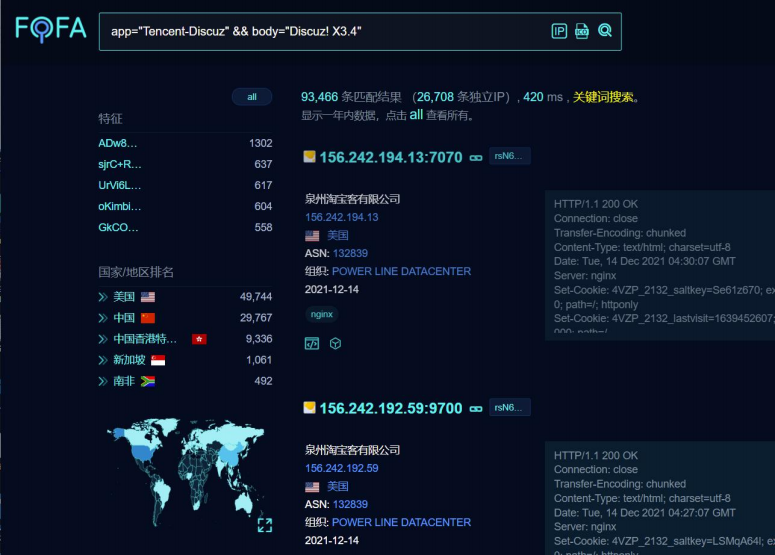 FOFA
app="Tencent-Discuz" && body="Discuz! X3.4"
IP
ICO
all
93,466 条匹配结果 （26,708 条独立IP）, 420 ms , 关键词搜索。
显示一年内数据，点击 all 查看所有。
特征
ADw8... 1302
sjrC+R... 637
UrVi6L... 617
oKimbi... 604
GkCO... 558
国家/地区排名
美国 49,744
中国 29,767
中国香港特... 9,336
新加坡 1,061
南非 492
156.242.194.13:7070 rsN6...
泉州淘宝客有限公司
156.242.194.13
美国
ASN: 132839
组织: POWER LINE DATACENTER
2021-12-14
nginx
HTTP/1.1 200 OK
Connection: close
Transfer-Encoding: chunked
Content-Type: text/html; charset=utf-8
Date: Tue, 14 Dec 2021 04:30:07 GMT
Server: nginx
Set-Cookie: 4VZP_2132_saltkey=Se61z670; ex
0; path=/; httponly
Set-Cookie: 4VZP_2132_lastvisit=1639452607;
156.242.192.59:9700 rsN6...
泉州淘宝客有限公司
156.242.192.59
美国
ASN: 132839
组织: POWER LINE DATACENTER
2021-12-14
HTTP/1.1 200 OK
Connection: close
Transfer-Encoding: chunked
Content-Type: text/html; charset=utf-8
Date: Tue, 14 Dec 2021 04:27:07 GMT
Server: nginx
Set-Cookie: 4VZP_2132_saltkey=LSMqA64l; ex